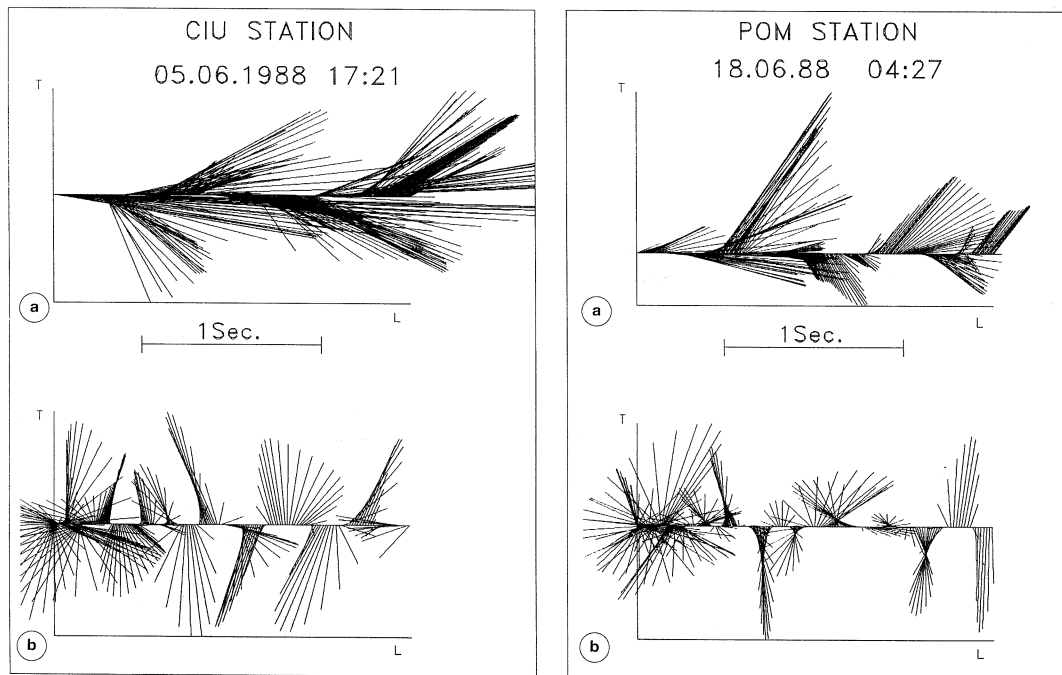 CIU STATION
05.06.1988 17:21
T
a
L
1Sec.
T
b
L
POM STATION
18.06.88 04:27
T
a
L
1Sec.
T
b
L